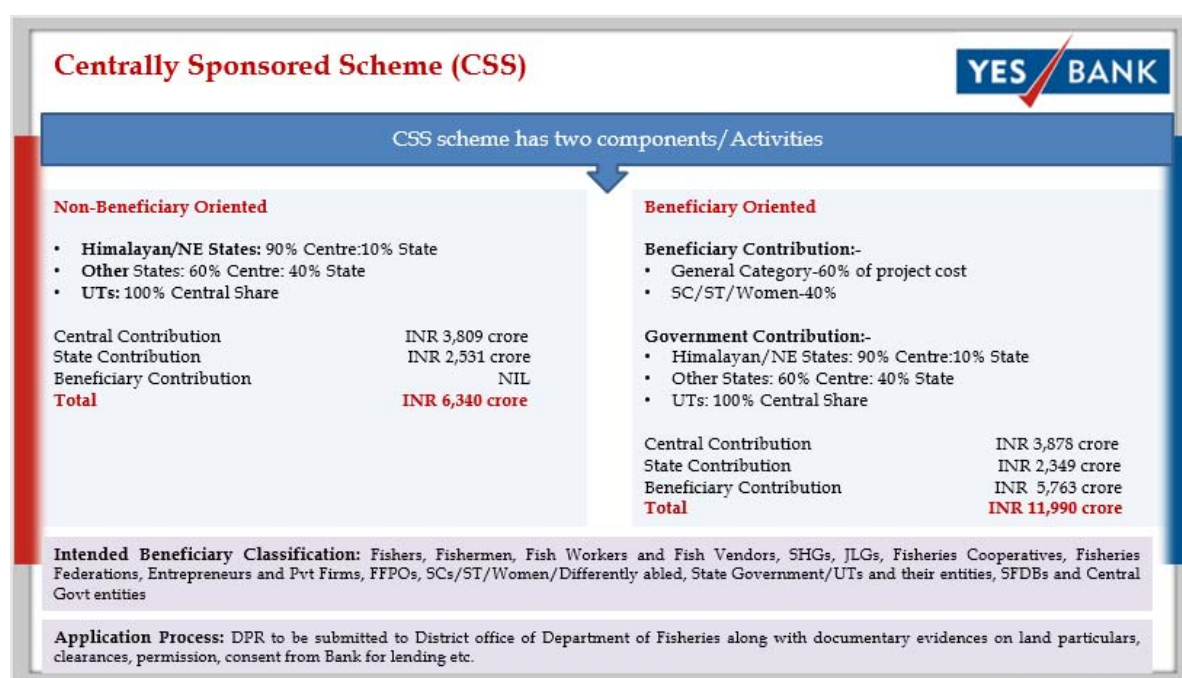 Centrally Sponsored Scheme (CSS)
YES BANK
CSS scheme has two components/Activities
Non-Beneficiary Oriented
• Himalayan/NE States: 90% Centre:10% State
• Other States: 60% Centre: 40% State
• UTs: 100% Central Share
Central Contribution INR 3,809 crore
State Contribution INR 2,531 crore
Beneficiary Contribution NIL
Total INR 6,340 crore
Beneficiary Oriented
Beneficiary Contribution:-
• General Category-60% of project cost
• SC/ST/Women-40%
Government Contribution:-
• Himalayan/NE States: 90% Centre:10% State
• Other States: 60% Centre: 40% State
• UTs: 100% Central Share
Central Contribution INR 3,878 crore
State Contribution INR 2,349 crore
Beneficiary Contribution INR 5,763 crore
Total INR 11,990 crore
Intended Beneficiary Classification: Fishers, Fishermen, Fish Workers and Fish Vendors, SHGs, JLGs, Fisheries Cooperatives, Fisheries
Federations, Entrepreneurs and Pvt Firms, FFPOs, SCs/ST/Women/Differently abled, State Government/UTs and their entities, SFDBs and Central
Govt entities
Application Process: DPR to be submitted to District office of Department of Fisheries along with documentary evidences on land particulars,
clearances, permission, consent from Bank for lending etc.